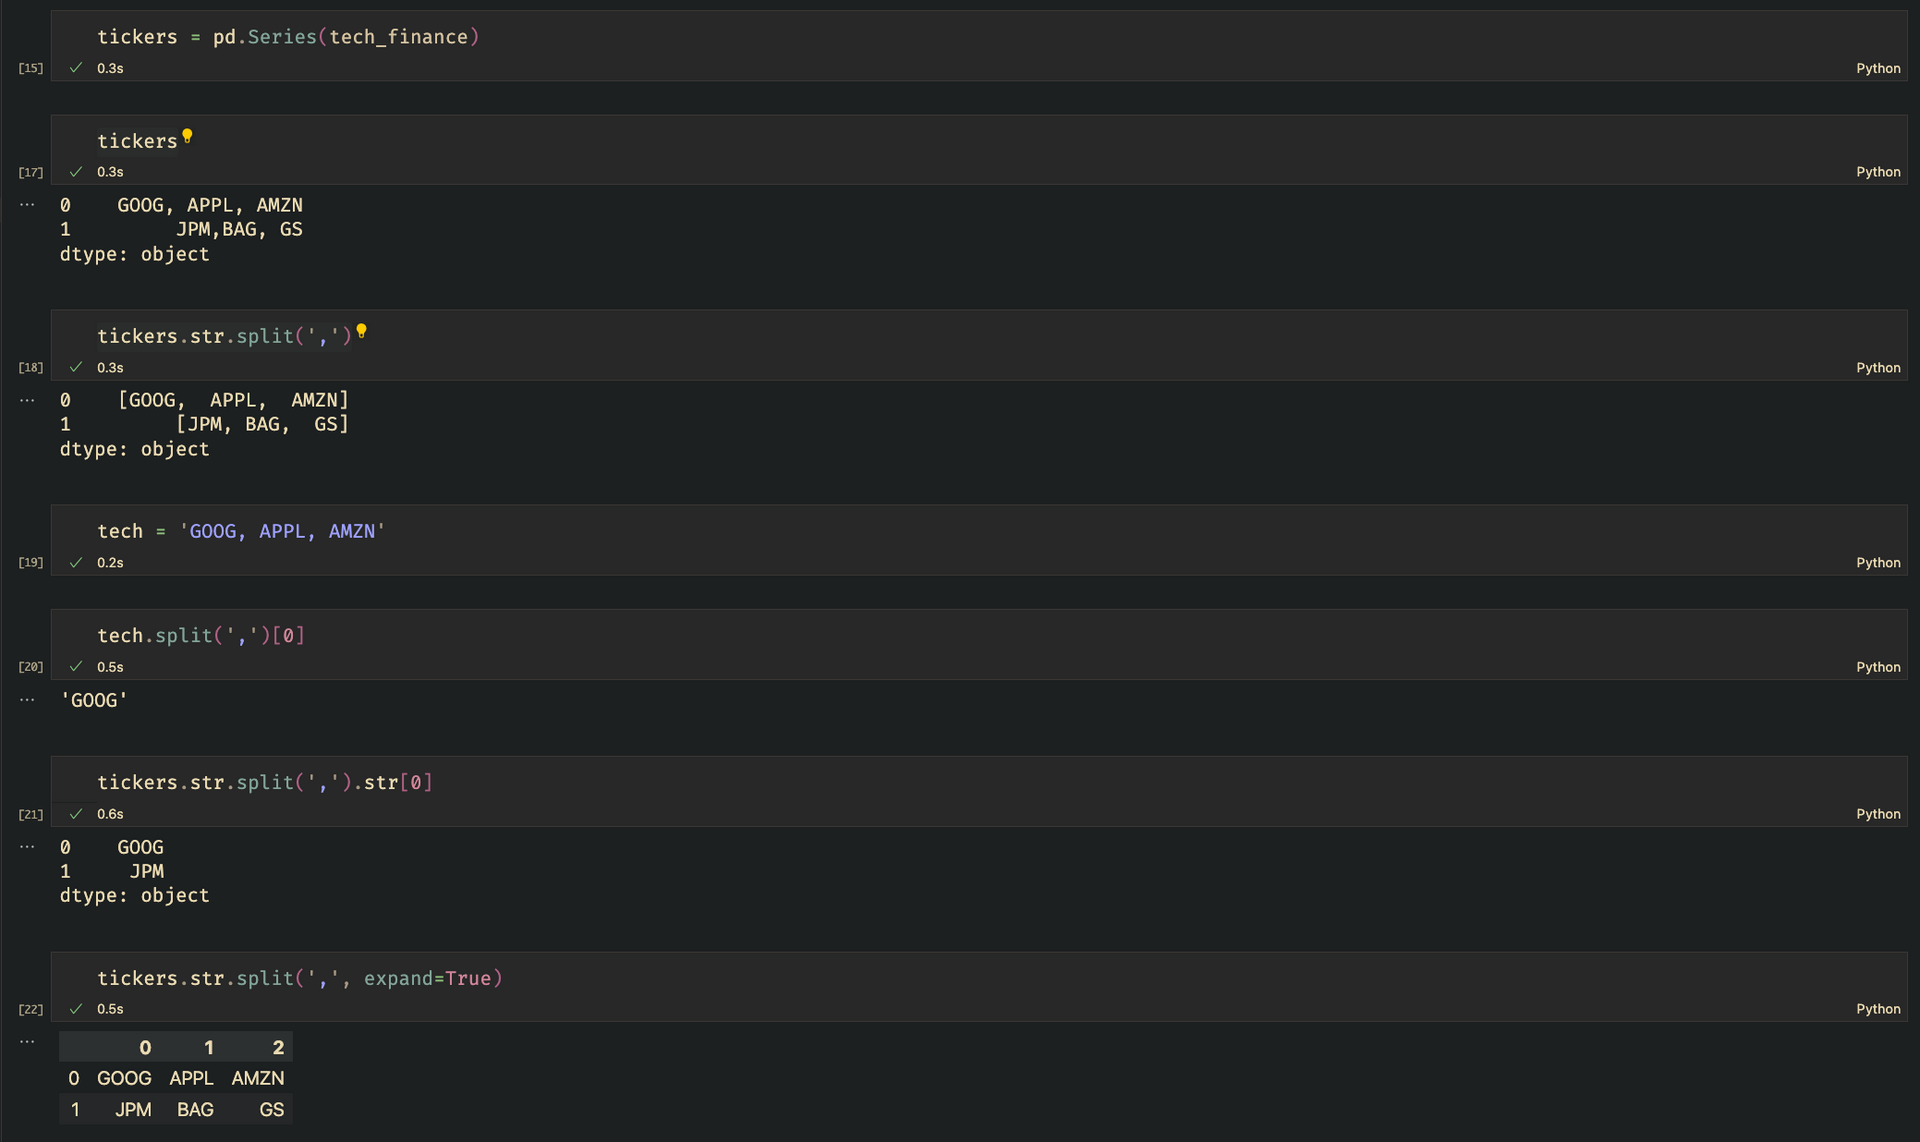 tickers = pd.Series(tech_finance)
[15] ✓ 0.3s Python
tickers
[17] ✓ 0.3s Python
... 0    GOOG, APPL, AMZN
1         JPM,BAG, GS
dtype: object
tickers.str.split(',')
[18] ✓ 0.3s Python
... 0    [GOOG,  APPL,  AMZN]
1         [JPM, BAG,  GS]
dtype: object
tech = 'GOOG, APPL, AMZN'
[19] ✓ 0.2s Python
tech.split(',')[0]
[20] ✓ 0.5s Python
... 'GOOG'
tickers.str.split(',').str[0]
[21] ✓ 0.6s Python
... 0    GOOG
1     JPM
dtype: object
tickers.str.split(',', expand=True)
[22] ✓ 0.5s Python
... 0 1 2
0 GOOG APPL AMZN
1 JPM BAG GS